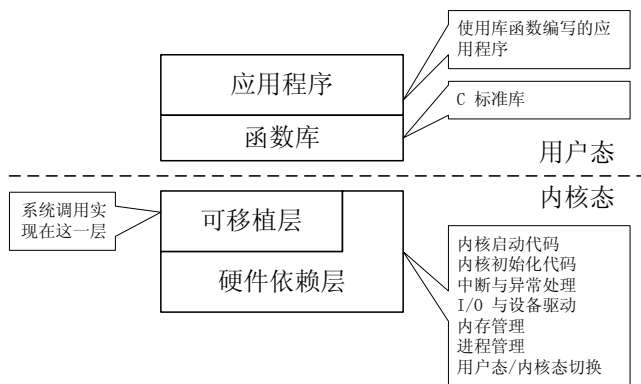 使用库函数编写的应
用程序
应用程序
C 标准库
函数库
用户态
内核态
系统调用实
现在这一层
可移植层
硬件依赖层
内核启动代码
内核初始化代码
中断与异常处理
I/O 与设备驱动
内存管理
进程管理
用户态/内核态切换